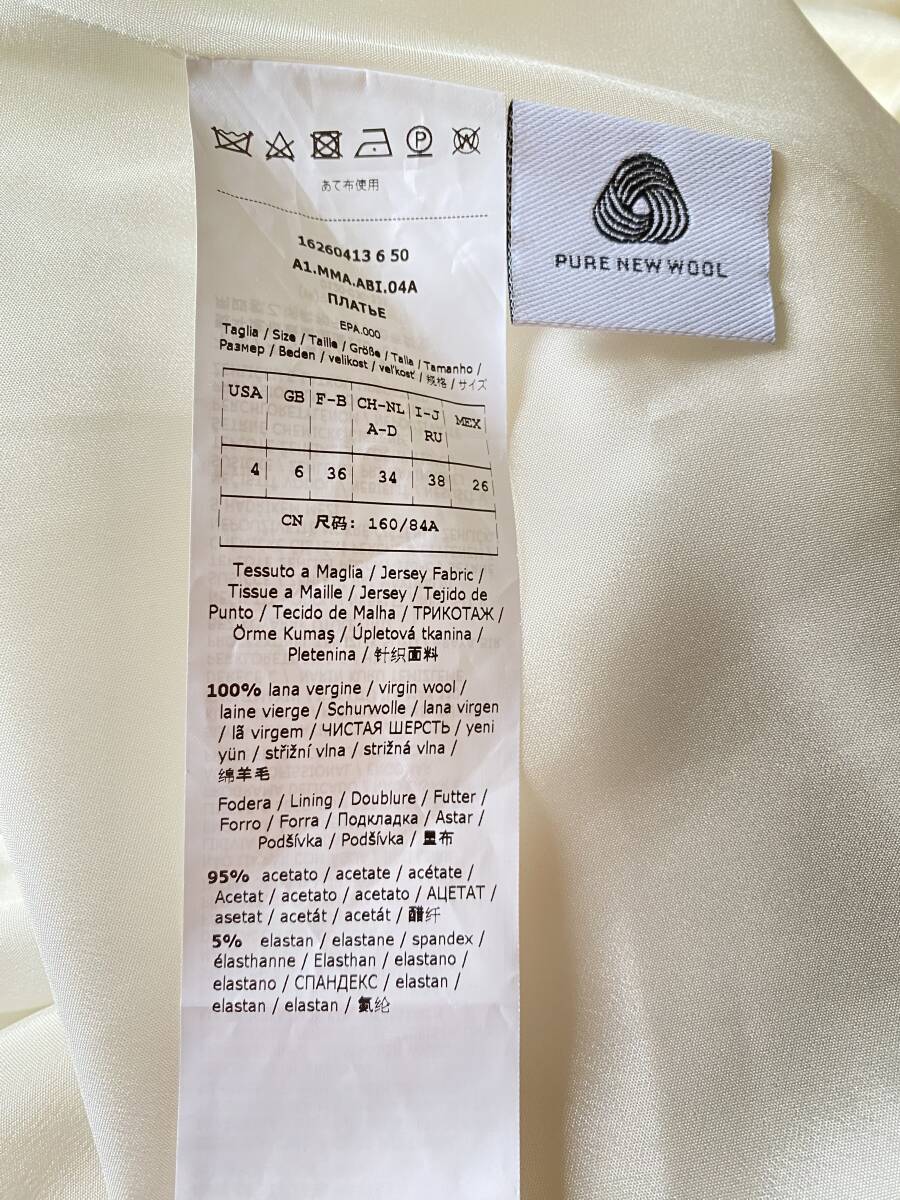 あて布使用
16260413 6 50
A1.MMA.ABI.04A
ПЛАТЬЕ
EPA.000
Taglia / Size / Taille / Größe / Talla / Tamanho /
Размер / Beden / velikost / veľkosť / 规格 / サイズ
USA GB F-B CH-NL I-J MEX
A-D RU
4 6 36 34 38 26
CN 尺码: 160/84A
Tessuto a Maglia / Jersey Fabric /
Tissue a Maille / Jersey / Tejido de
Punto / Tecido de Malha / ТРИКОТАЖ /
Örme Kumaş / Úpletová tkanina /
Pletenina / 针织面料
100% lana vergine / virgin wool /
laine vierge / Schurwolle / lana virgen
/ lã virgem / ЧИСТАЯ ШЕРСТЬ / yeni
yün / střižní vlna / strižná vlna /
绵羊毛
Fodera / Lining / Doublure / Futter /
Forro / Forra / Подкладка / Astar /
Podšívka / Podšívka / 里布
95% acetato / acetate / acétate /
Acetat / acetato / acetato / АЦЕТАТ /
asetat / acetát / acetát / 醋纤
5% elastan / elastane / spandex /
élasthanne / Elasthan / elastano /
elastano / СПАНДЕКС / elastan /
elastan / elastan / 氨纶
PURE NEW WOOL